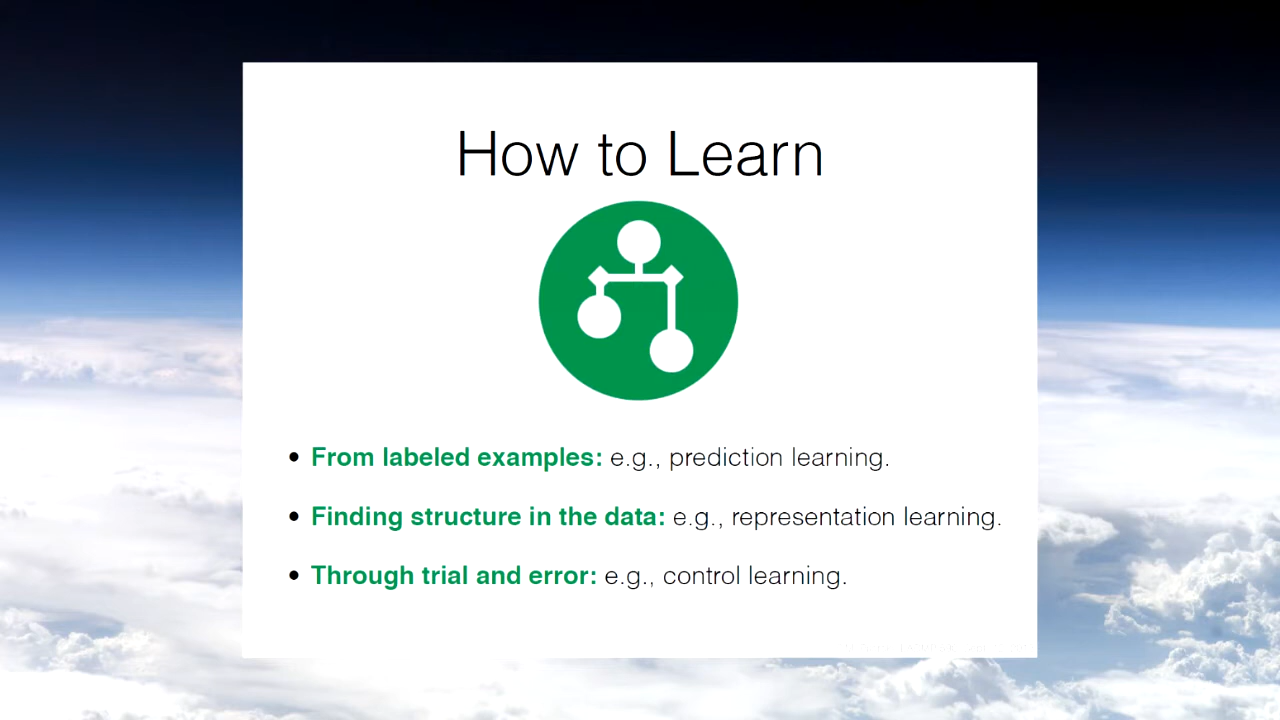 How to Learn
• From labeled examples: e.g., prediction learning.
• Finding structure in the data: e.g., representation learning.
• Through trial and error: e.g., control learning.